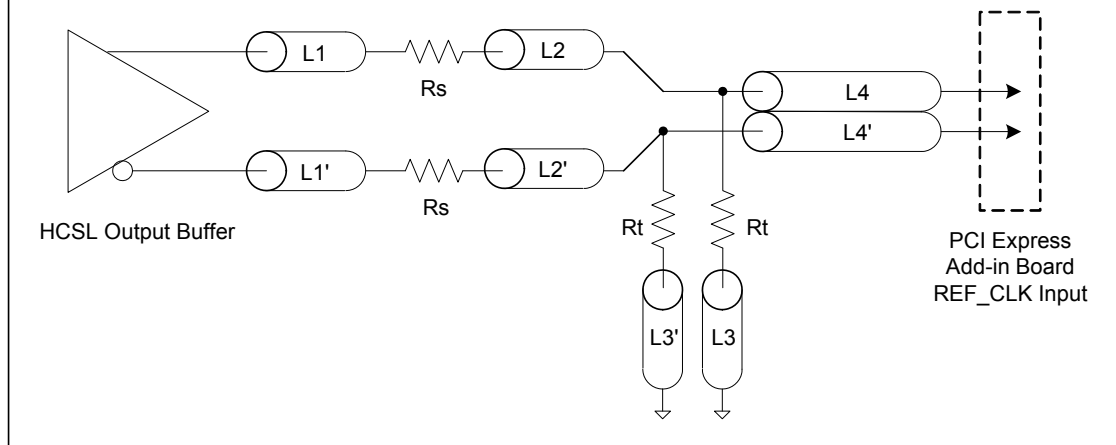 L1
Rs
L2
L4
L4'
L1'
Rs
L2'
HCSL Output Buffer
Rt
Rt
L3'
L3
PCI Express
Add-in Board
REF_CLK Input